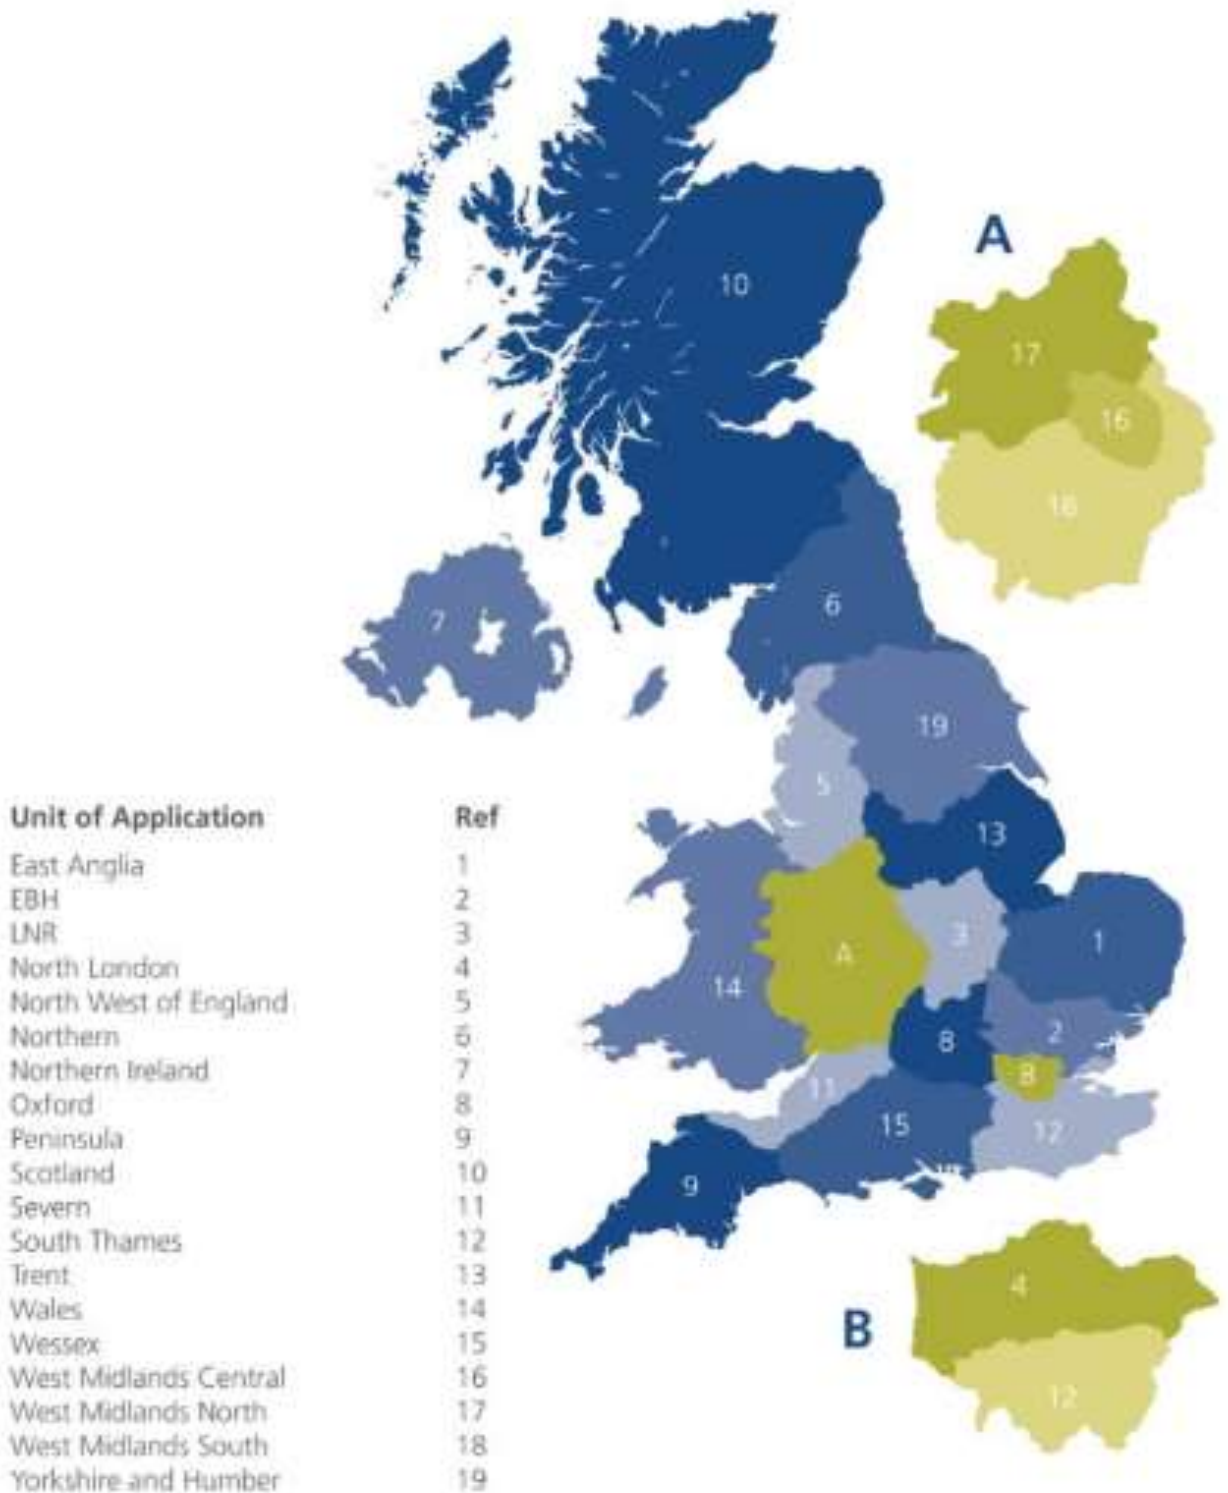 10
A
17
16
18
7
6
19
5
13
3
1
A
14
8
2
B
11
15
12
9
4
B
12
Unit of Application Ref
East Anglia 1
EBH 2
LNR 3
North London 4
North West of England 5
Northern 6
Northern Ireland 7
Oxford 8
Peninsula 9
Scotland 10
Severn 11
South Thames 12
Trent 13
Wales 14
Wessex 15
West Midlands Central 16
West Midlands North 17
West Midlands South 18
Yorkshire and Humber 19